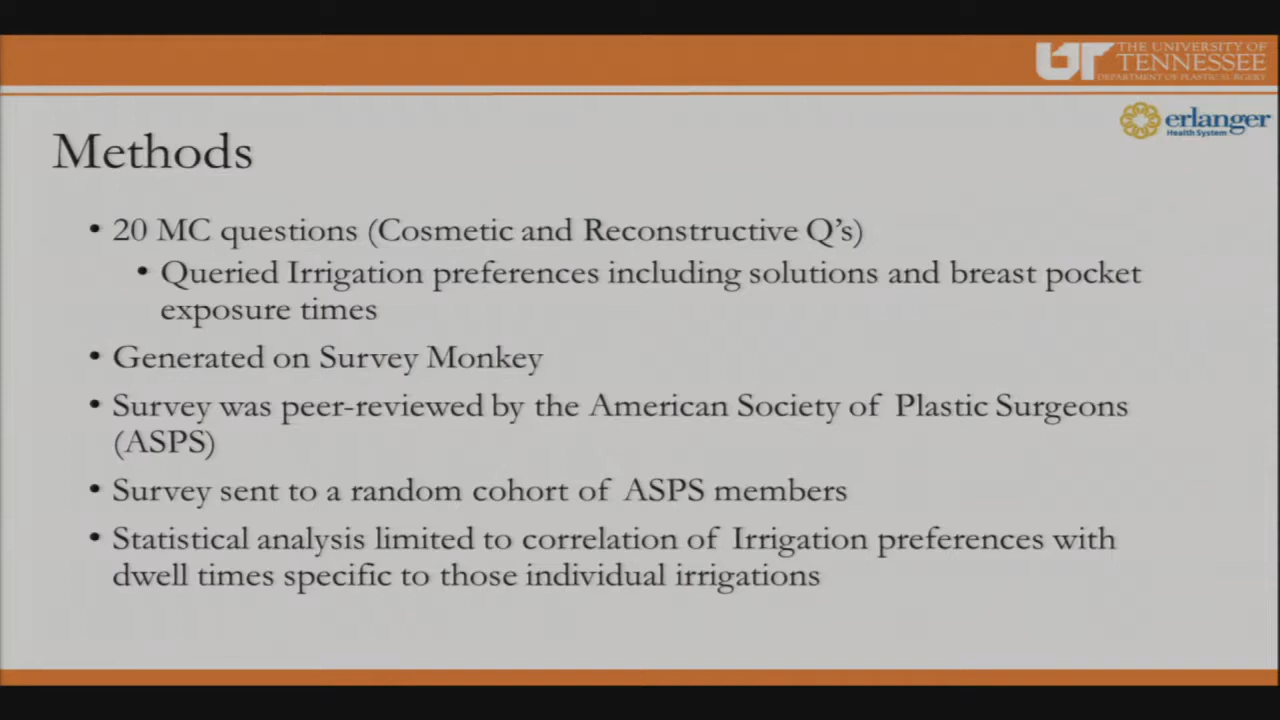 THE UNIVERSITY OF
UT TENNESSEE
DEPARTMENT OF PLASTIC SURGERY
erlanger
Health System
Methods
• 20 MC questions (Cosmetic and Reconstructive Q's)
• Queried Irrigation preferences including solutions and breast pocket
exposure times
• Generated on Survey Monkey
• Survey was peer-reviewed by the American Society of Plastic Surgeons
(ASPS)
• Survey sent to a random cohort of ASPS members
• Statistical analysis limited to correlation of Irrigation preferences with
dwell times specific to those individual irrigations